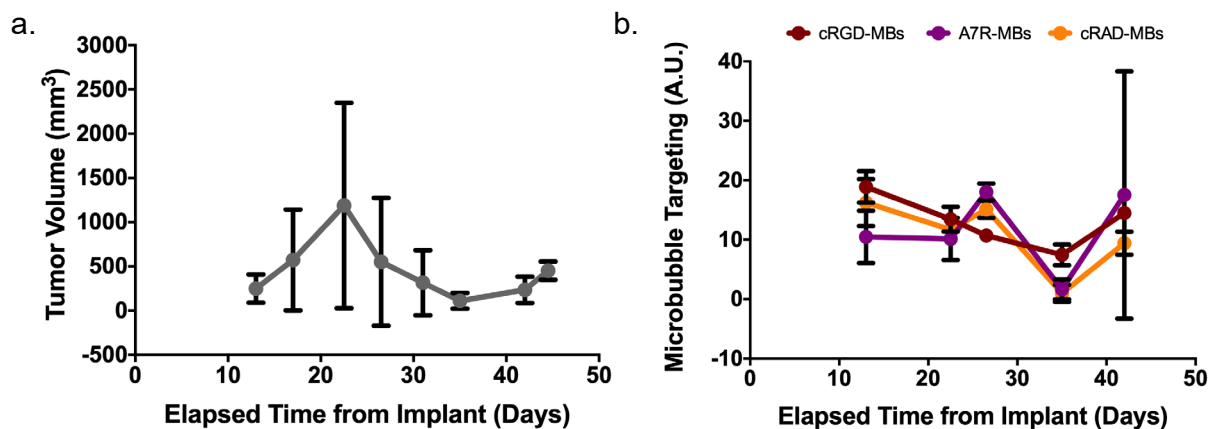 a.
3000
2500
2000
1500
1000
500
0
-500
0 10 20 30 40 50
Tumor Volume (mm³)
Elapsed Time from Implant (Days)
b.
cRGD-MBs A7R-MBs cRAD-MBs
40
30
20
10
0
-10
0 10 20 30 40 50
Microbubble Targeting (A.U.)
Elapsed Time from Implant (Days)